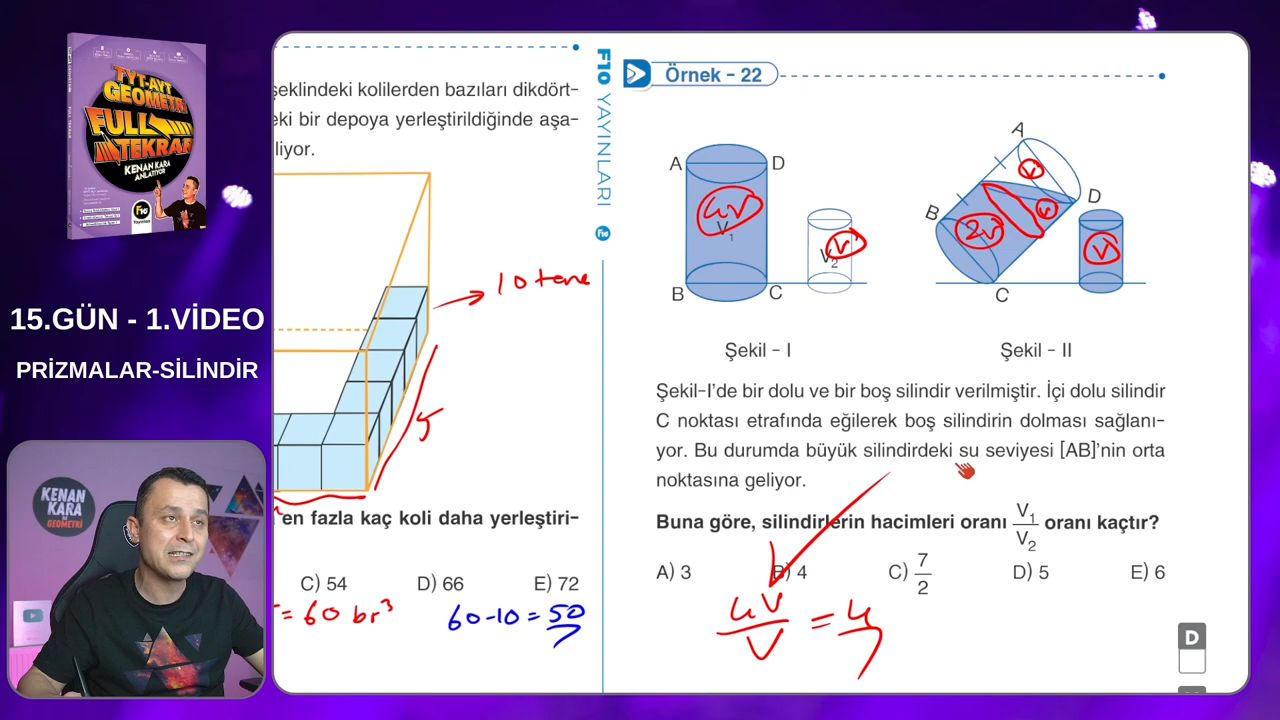 TYT-AYT
GEOMETRİ
FULL
TEKRAR
KENAN KARA
ANLATIYOR
F10
15.GÜN - 1.VİDEO
PRİZMALAR-SİLİNDİR
KENAN
KARA
GEOMETRİ
şeklindeki kolilerden bazıları dikdört-
eki bir depoya yerleştirildiğinde aşa-
liyor.
10 tane
5
en fazla kaç koli daha yerleştiri-
C) 54 D) 66 E) 72
= 60 br³ 60-10 = 50
F10 YAYINLARI
F10
Örnek - 22
A D
4V
V₁
B C
V
V₂
Şekil - I
A
V
D
V
B
2V
V
C
Şekil - II
Şekil-I'de bir dolu ve bir boş silindir verilmiştir. İçi dolu silindir
C noktası etrafında eğilerek boş silindirin dolması sağlanı-
yor. Bu durumda büyük silindirdeki su seviyesi [AB]'nin orta
noktasına geliyor.
Buna göre, silindirlerin hacimleri oranı V₁/V₂ oranı kaçtır?
A) 3 B) 4 C) 7/2 D) 5 E) 6
4V/V = 4
D